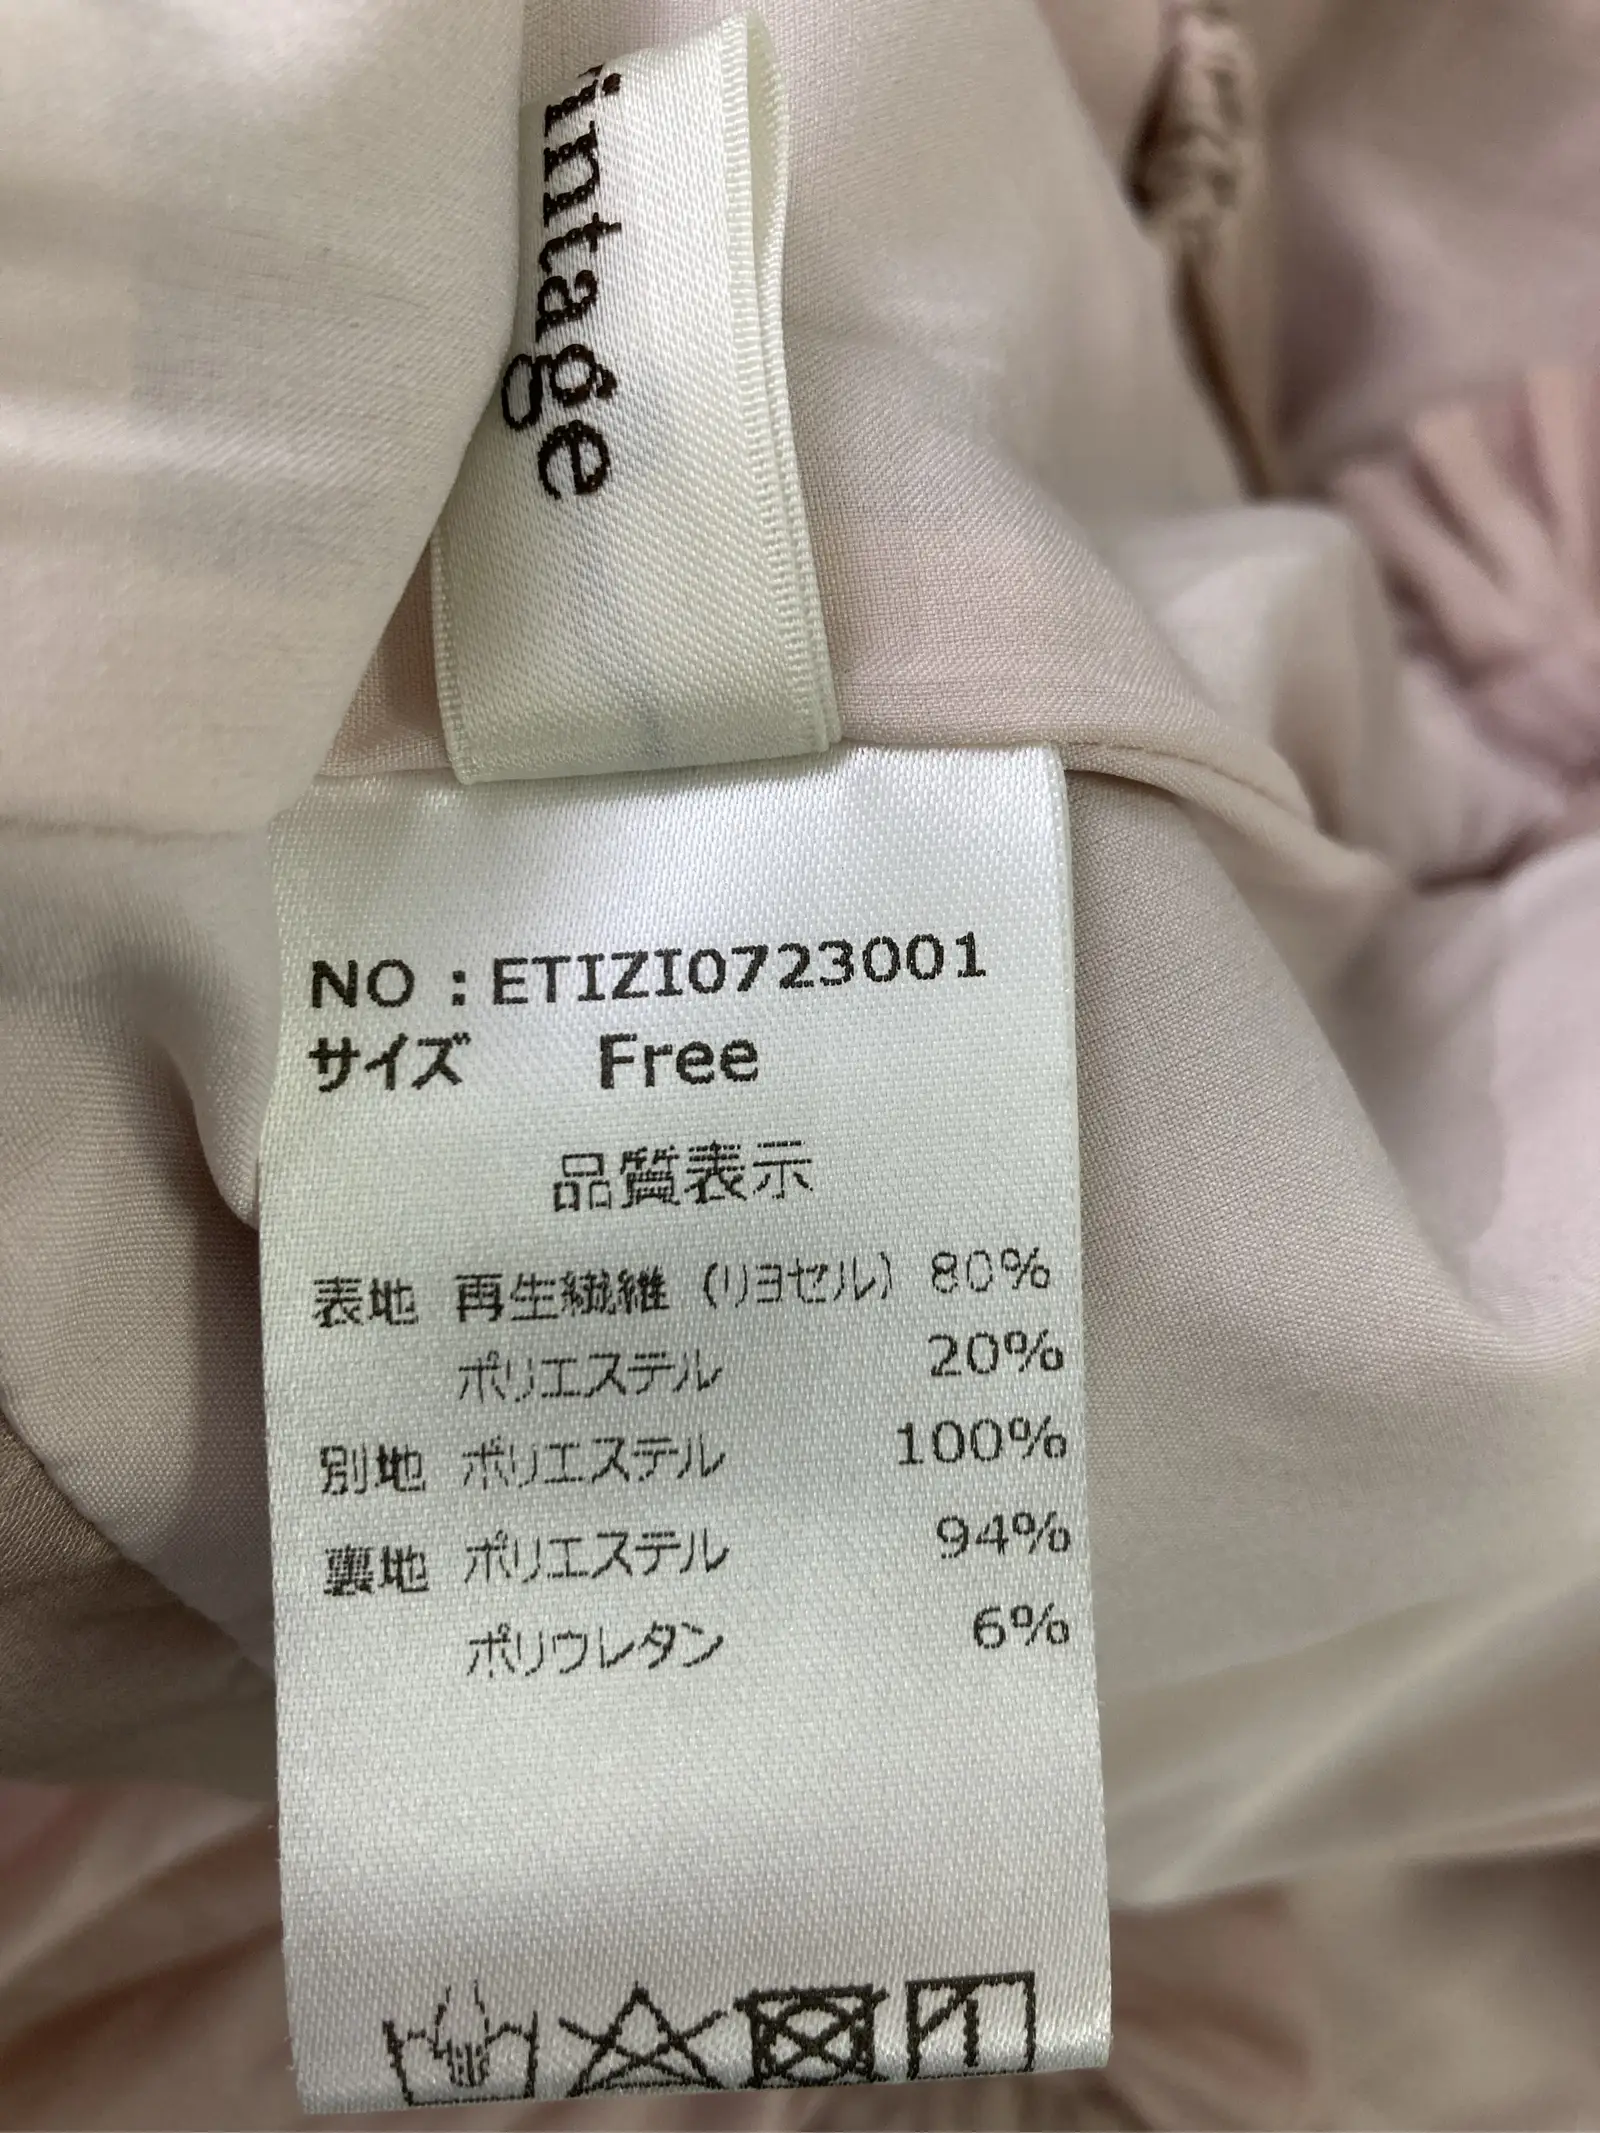 intage
NO : ETIZI0723001
サイズ Free
品質表示
表地 再生繊維 (リヨセル) 80%
ポリエステル 20%
別地 ポリエステル 100%
裏地 ポリエステル 94%
ポリウレタン 6%